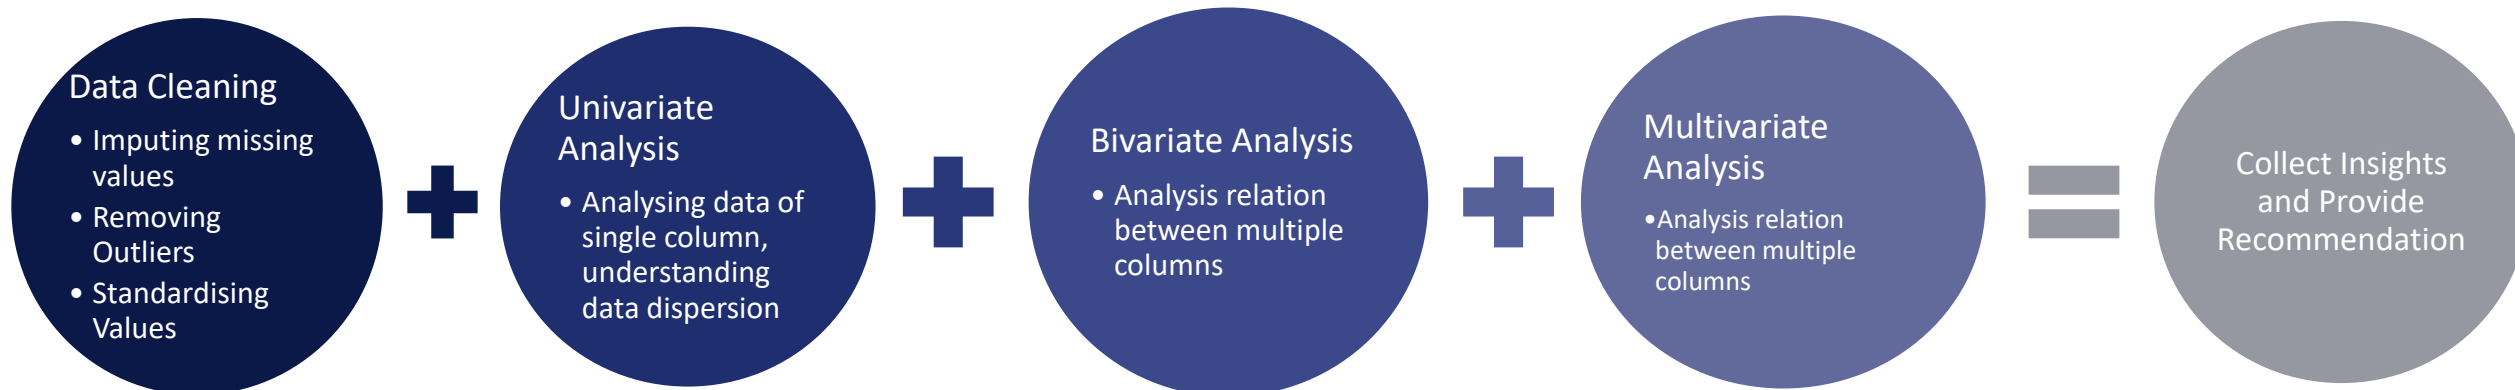 Data Cleaning
• Imputing missing
values
• Removing
Outliers
• Standardising
Values
Univariate
Analysis
• Analysing data of
single column,
understanding
data dispersion
Bivariate Analysis
• Analysis relation
between multiple
columns
Multivariate
Analysis
•Analysis relation
between multiple
columns
Collect Insights
and Provide
Recommendation